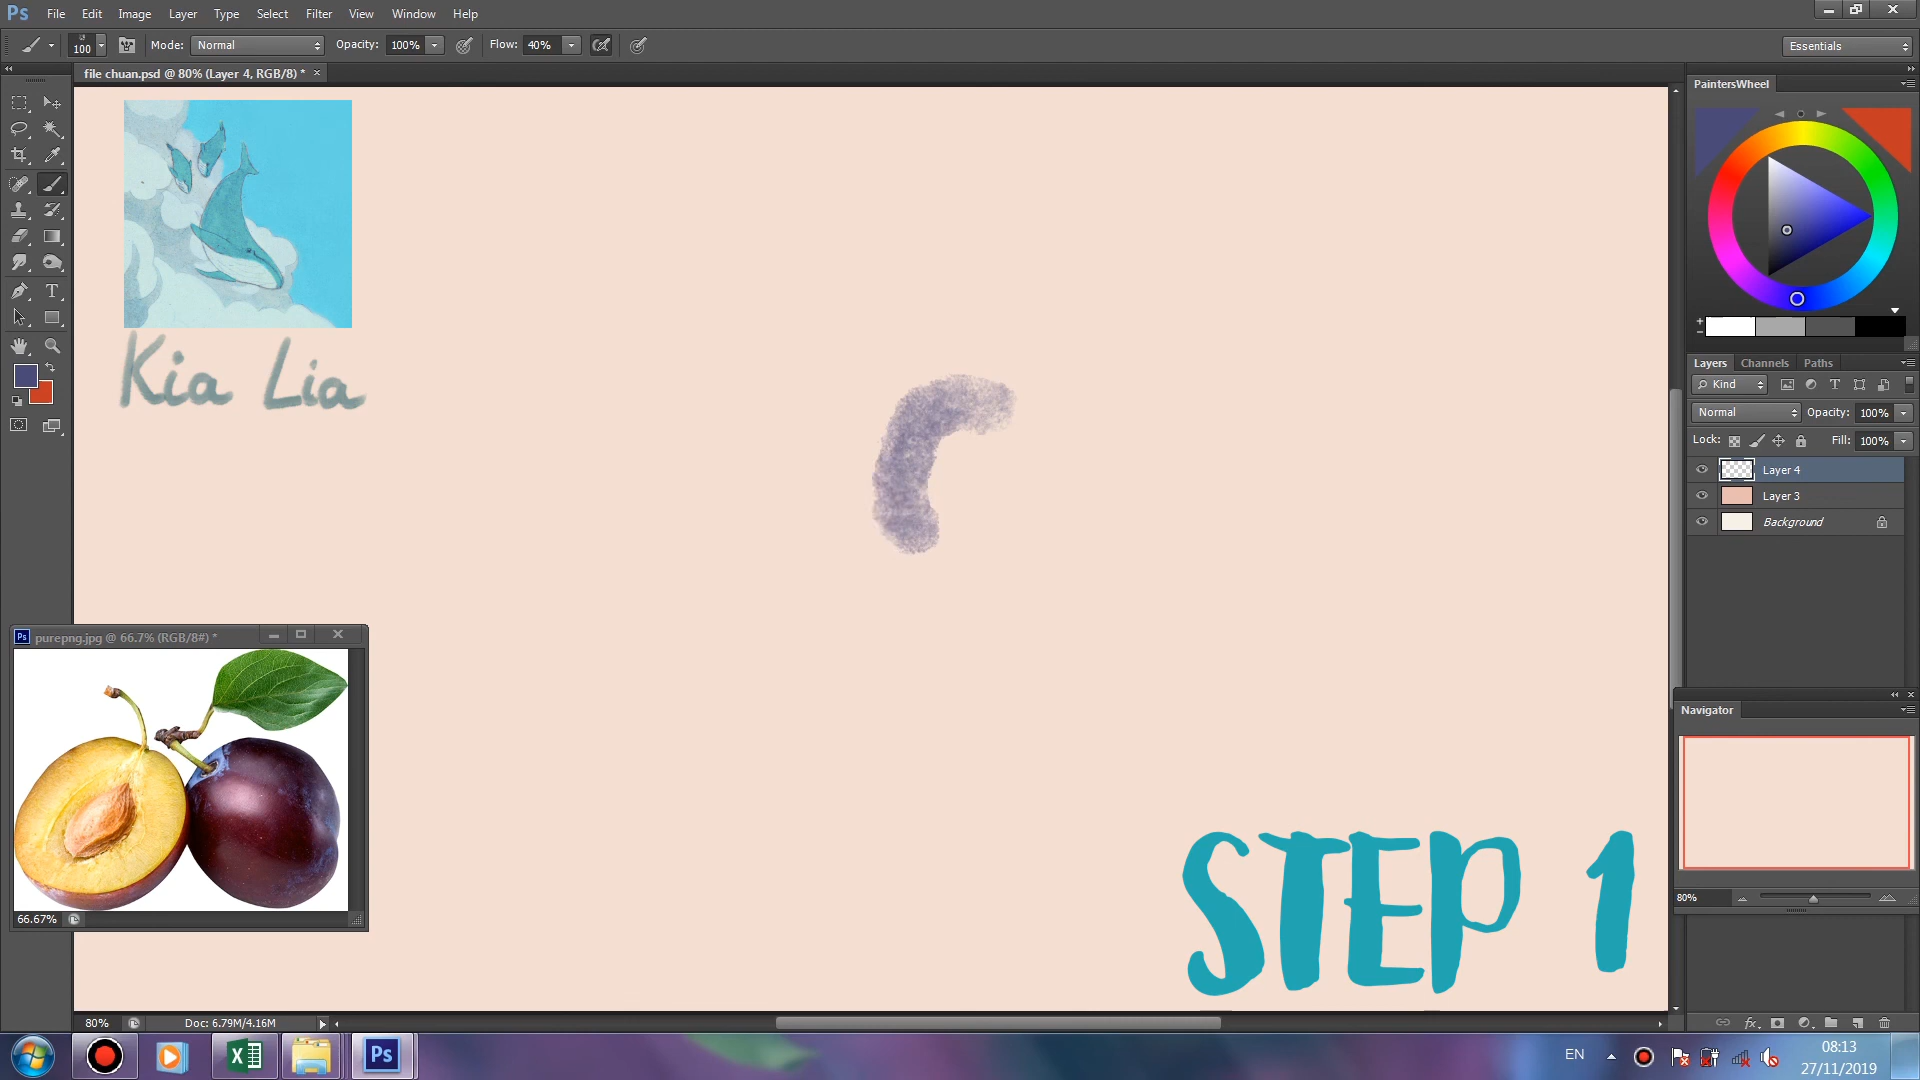 Ps File Edit Image Layer Type Select Filter View Window Help
100 Mode: Normal Opacity: 100% Flow: 40% Essentials
file chuan.psd @ 80% (Layer 4, RGB/8) *
PaintersWheel
Kia Lia
Layers Channels Paths
Kind
Normal Opacity: 100%
Lock: Fill: 100%
Layer 4
Layer 3
Background
Ps purepng.jpg @ 66.7% (RGB/8#) *
66.67%
Navigator
80%
STEP 1
80% Doc: 6.79M/4.16M
Ps
EN
08:13
27/11/2019